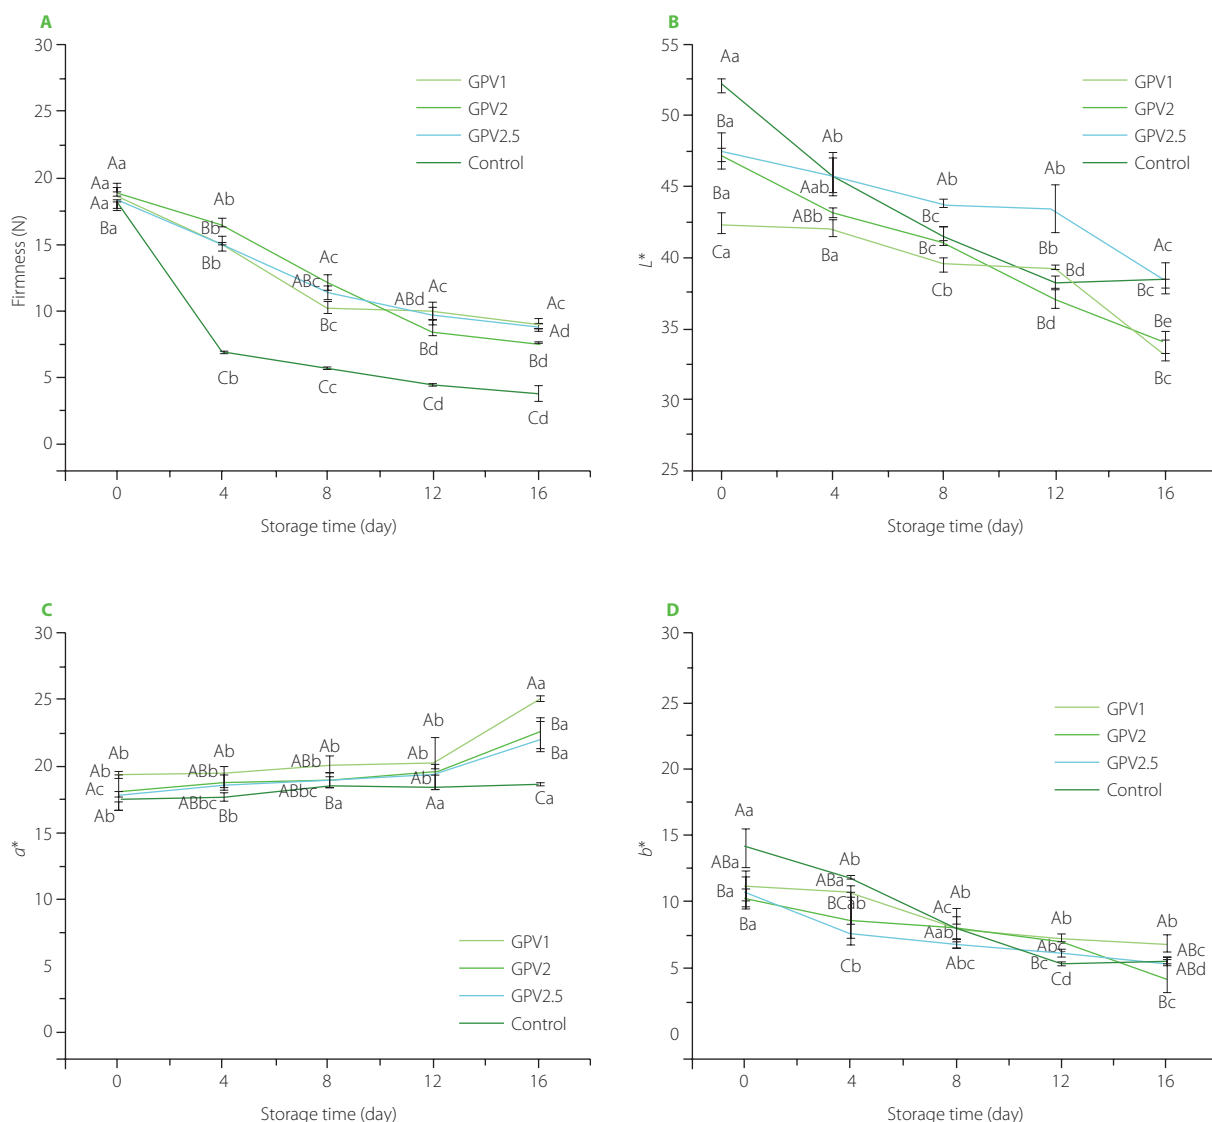 A
30
25
20
15
10
5
0
Firmness (N)
GPV1
GPV2
GPV2.5
Control
Aa
Aa
Aa
Ba
Ab
Bb
Bb
Cb
Ac
ABc
Bc
Cc
Ac
ABd
Bd
Cd
Ac
Ad
Bd
Cd
0 4 8 12 16
Storage time (day)
B
55
50
45
40
35
30
25
L*
GPV1
GPV2
GPV2.5
Control
Aa
Ba
Ba
Ca
Ab
Aab
ABb
Ba
Ab
Bc
Bc
Cb
Ab
Bb
Bd
Bd
Ac
Bc
Be
Bc
0 4 8 12 16
Storage time (day)
C
30
25
20
15
10
5
0
a*
Ab
Ab
Ac
Ab
Ab
ABb
ABbc
Bb
Ab
ABb
ABbc
Ba
Ab
Ab
Ab
Aa
Aa
Ba
Ba
Ca
GPV1
GPV2
GPV2.5
Control
0 4 8 12 16
Storage time (day)
D
30
25
20
15
10
5
0
b*
GPV1
GPV2
GPV2.5
Control
Aa
ABa
Ba
Ba
Ab
ABa
BCab
Cb
Ab
Ac
Aab
Abc
Ab
Abc
Bc
Cd
Ab
ABc
ABd
Bc
0 4 8 12 16
Storage time (day)